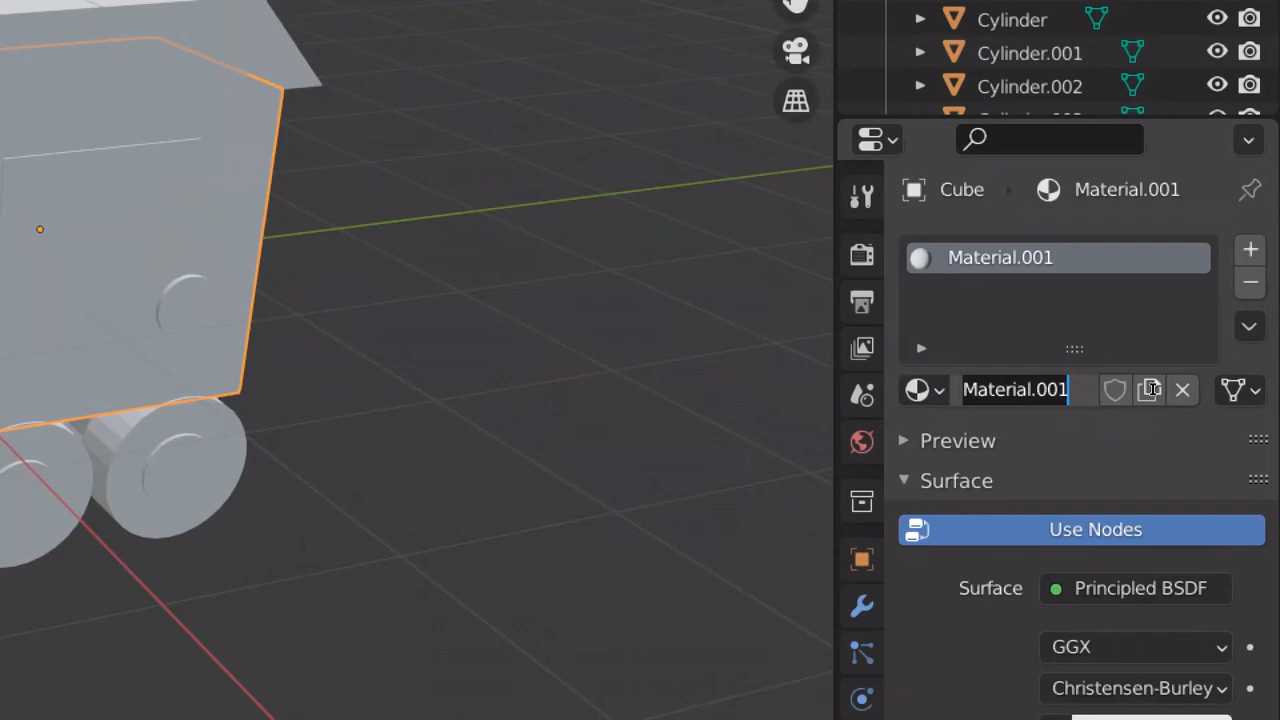 Cylinder
Cylinder.001
Cylinder.002
Cube
Material.001
Material.001
Material.001
Preview
Surface
Use Nodes
Surface
Principled BSDF
GGX
Christensen-Burley